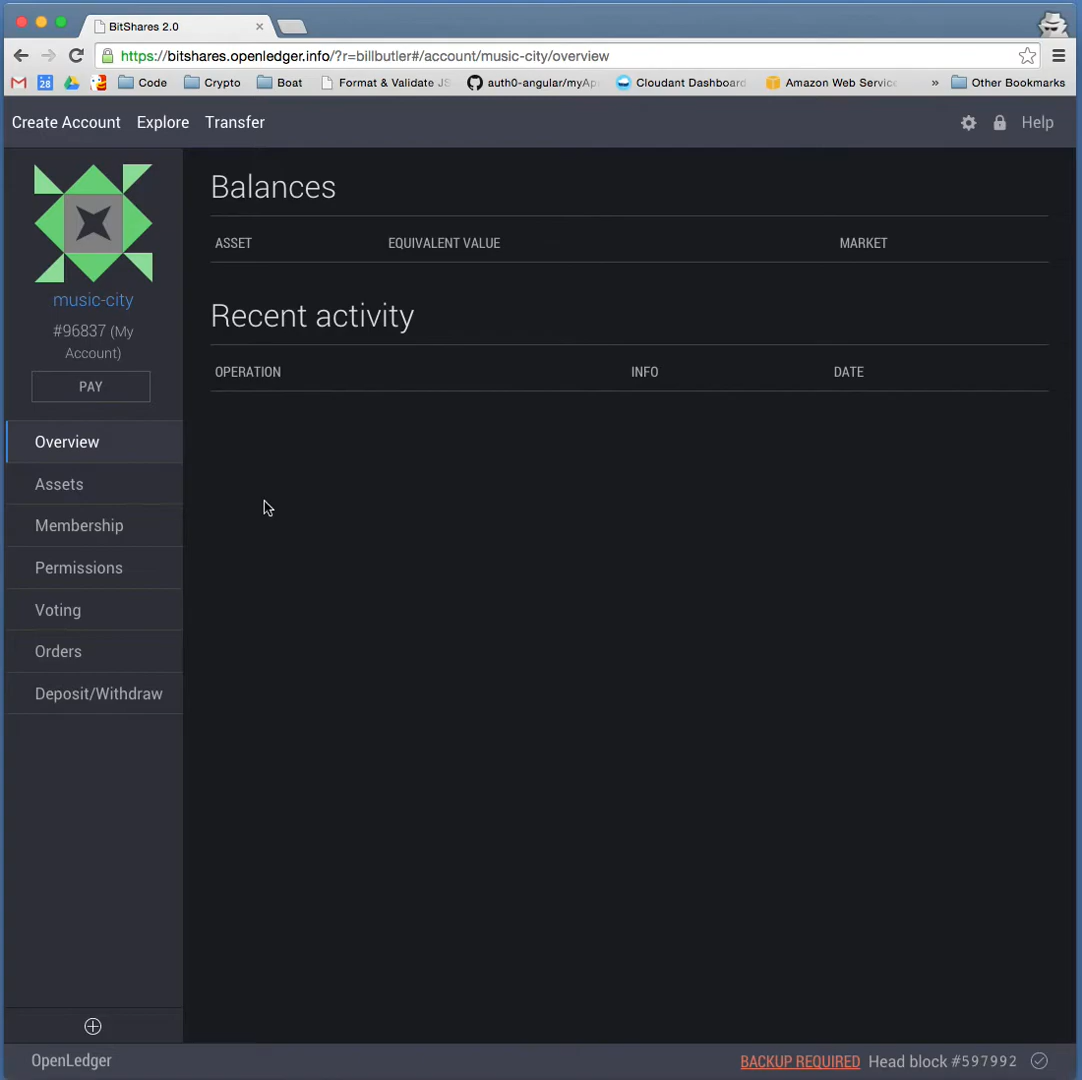 BitShares 2.0
https://bitshares.openledger.info/?r=billbutler#/account/music-city/overview
28 Code Crypto Boat Format & Validate JS auth0-angular/myAp Cloudant Dashboard Amazon Web Service » Other Bookmarks
Create Account Explore Transfer Help
Balances
ASSET EQUIVALENT VALUE MARKET
music-city
#96837 (My
Account)
PAY
Recent activity
OPERATION INFO DATE
Overview
Assets
Membership
Permissions
Voting
Orders
Deposit/Withdraw
OpenLedger BACKUP REQUIRED Head block #597992